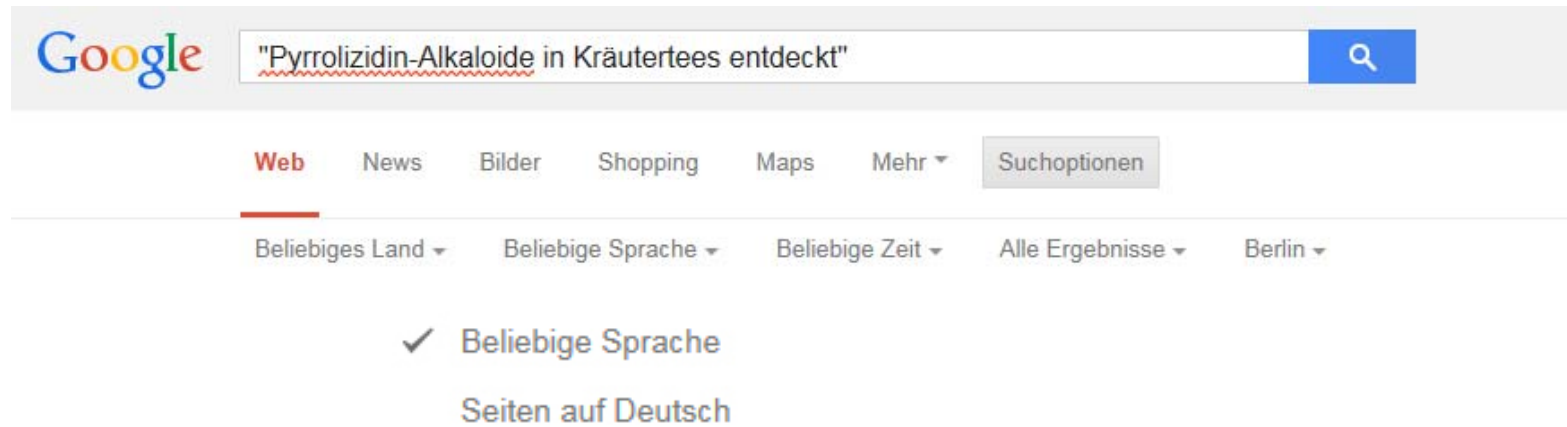 Google "Pyrrolizidin-Alkaloide in Kräutertees entdeckt"
Web News Bilder Shopping Maps Mehr Suchoptionen
Beliebiges Land Beliebige Sprache Beliebige Zeit Alle Ergebnisse Berlin
Beliebige Sprache
Seiten auf Deutsch